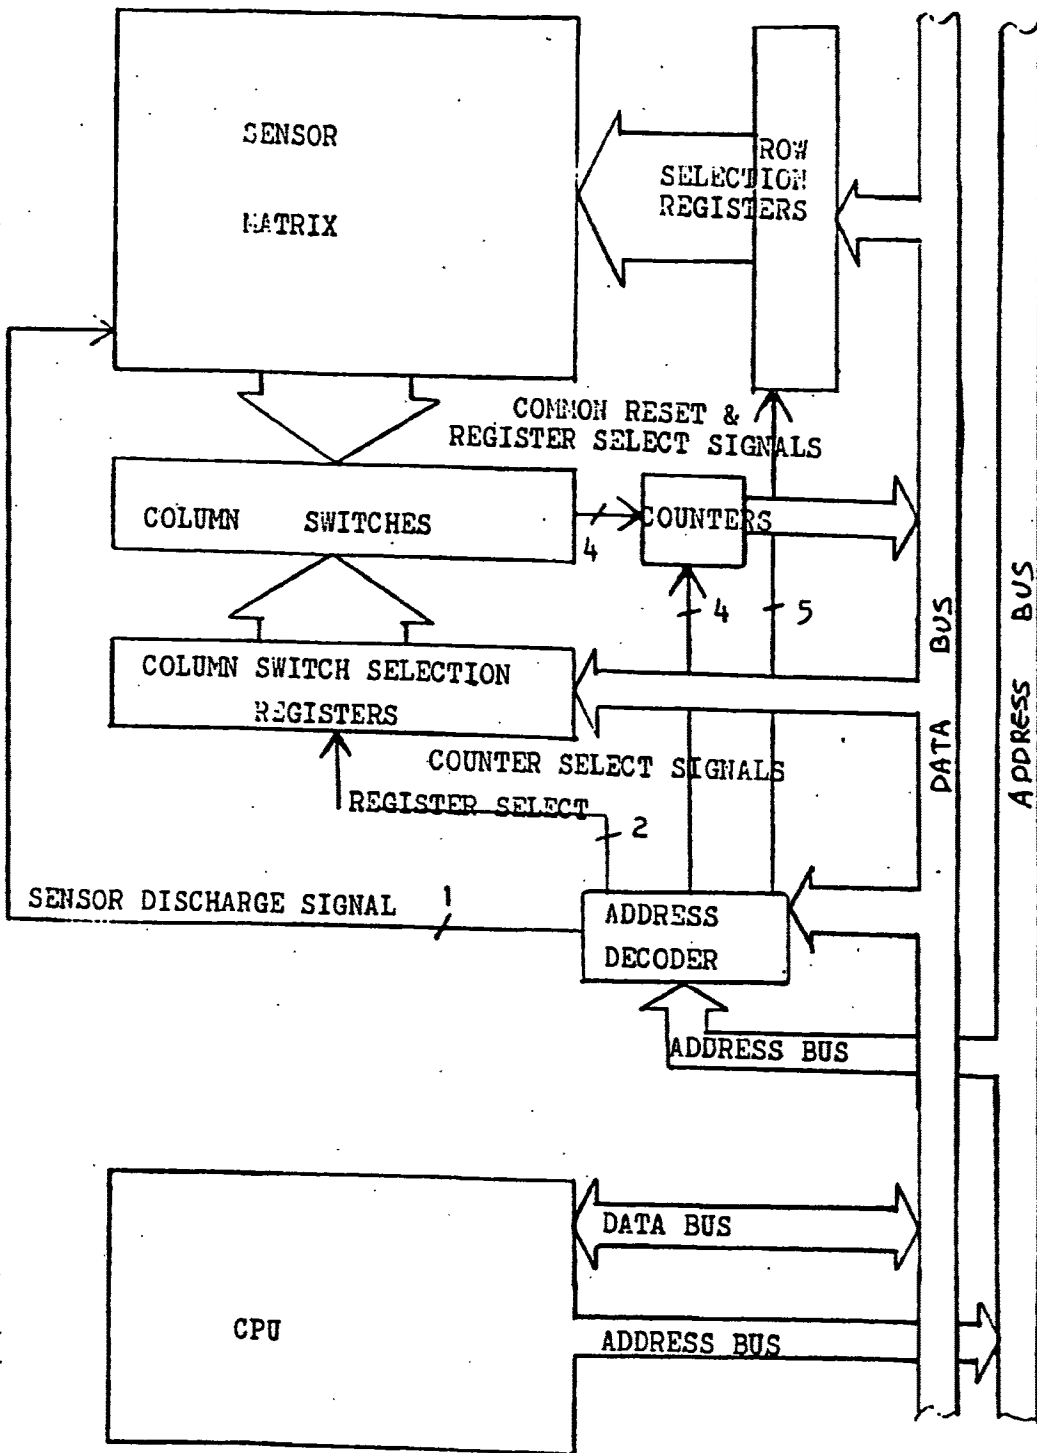 SENSOR
MATRIX
ROW
SELECTION
REGISTERS
COMMON RESET &
REGISTER SELECT SIGNALS
COLUMN SWITCHES
4
COUNTERS
4
5
COLUMN SWITCH SELECTION
REGISTERS
COUNTER SELECT SIGNALS
REGISTER SELECT
2
SENSOR DISCHARGE SIGNAL
1
ADDRESS
DECODER
ADDRESS BUS
DATA BUS
ADDRESS BUS
DATA BUS
CPU
ADDRESS BUS